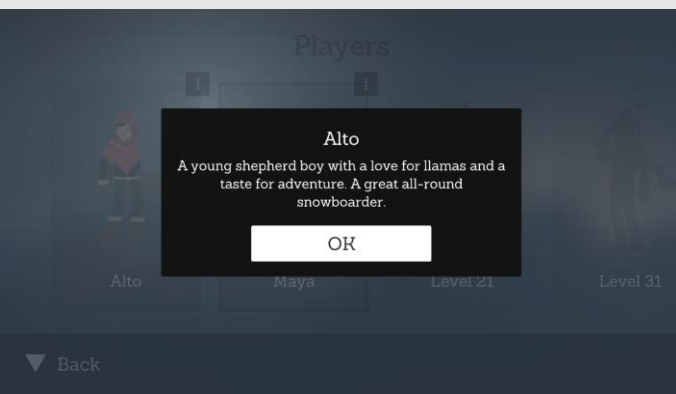 Players
i i
Alto
A young shepherd boy with a love for llamas and a
taste for adventure. A great all-round
snowboarder.
OK
Alto Maya Level 21 Level 31
Back